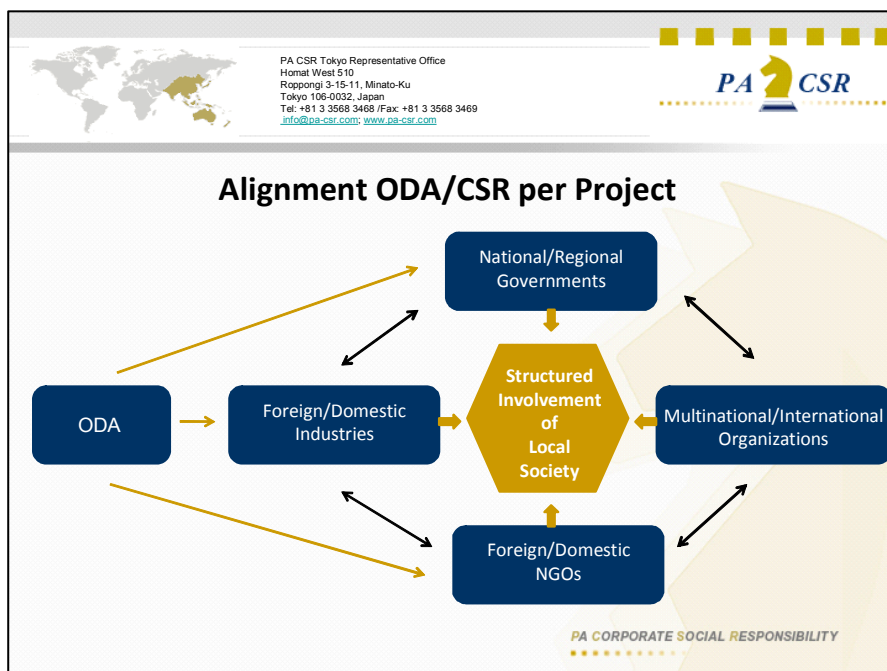 PA CSR Tokyo Representative Office
Homat West 510
Roppongi 3-15-11, Minato-Ku
Tokyo 106-0032, Japan
Tel: +81 3 3568 3468 /Fax: +81 3 3568 3469
info@pa-csr.com; www.pa-csr.com
PA CSR
Alignment ODA/CSR per Project
National/Regional
Governments
ODA
Foreign/Domestic
Industries
Structured
Involvement
of
Local
Society
Multinational/International
Organizations
Foreign/Domestic
NGOs
PA CORPORATE SOCIAL RESPONSIBILITY